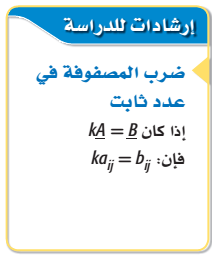 إرشادات للدراسة
ضرب المصفوفة في
عدد ثابت
إذا كان kA = B
فإن: kaij = bij